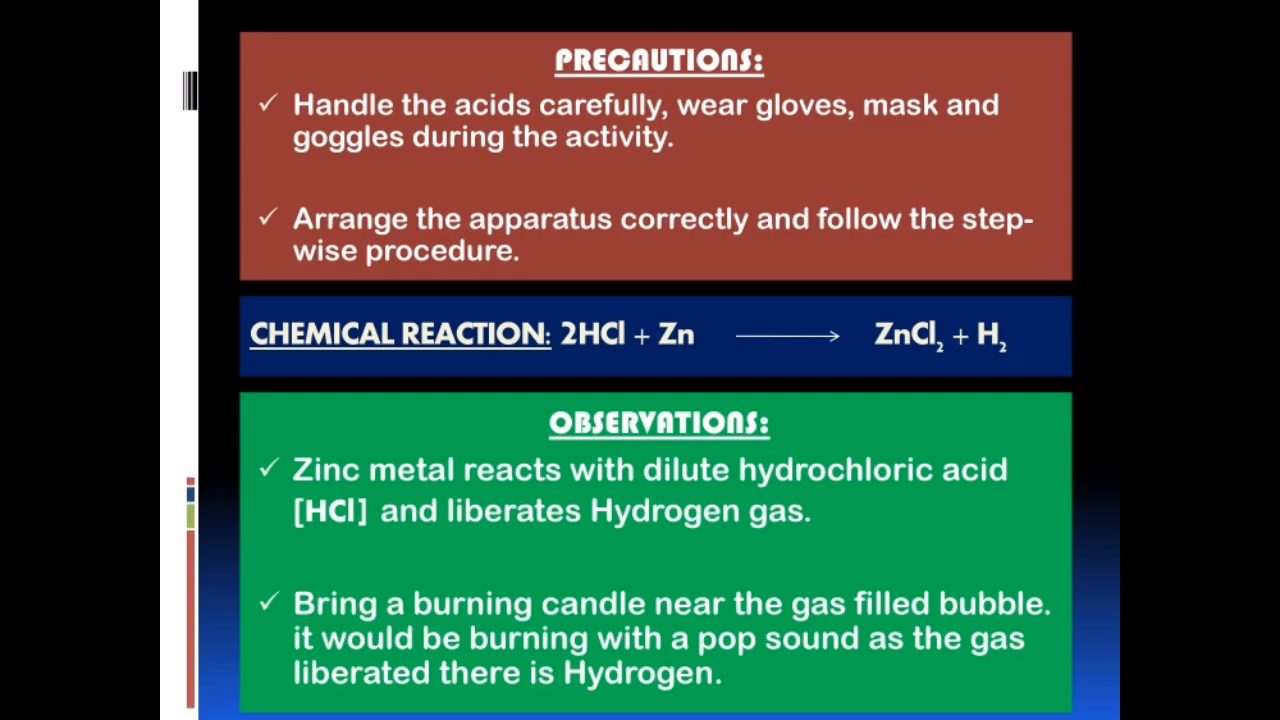 PRECAUTIONS:
✓ Handle the acids carefully, wear gloves, mask and
goggles during the activity.
✓ Arrange the apparatus correctly and follow the step-
wise procedure.
CHEMICAL REACTION: 2HCl + Zn ⟶ ZnCl₂ + H₂
OBSERVATIONS:
✓ Zinc metal reacts with dilute hydrochloric acid
[HCl] and liberates Hydrogen gas.
✓ Bring a burning candle near the gas filled bubble.
it would be burning with a pop sound as the gas
liberated there is Hydrogen.